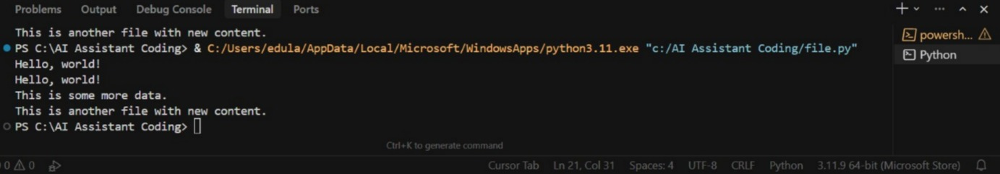 Problems Output Debug Console Terminal Ports
This is another file with new content.
PS C:\AI Assistant Coding> & C:/Users/edula/AppData/Local/Microsoft/WindowsApps/python3.11.exe "c:/AI Assistant Coding/file.py"
Hello, world!
Hello, world!
This is some more data.
This is another file with new content.
PS C:\AI Assistant Coding>
powersh...
Python
Ctrl+K to generate command
0 0 Cursor Tab Ln 21, Col 31 Spaces: 4 UTF-8 CRLF Python 3.11.9 64-bit (Microsoft Store)